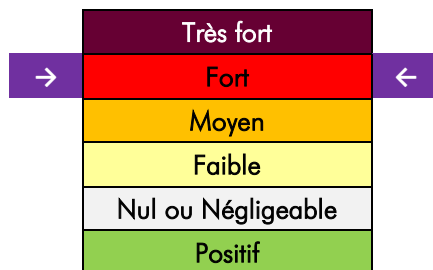 Très fort
→ Fort ←
Moyen
Faible
Nul ou Négligeable
Positif